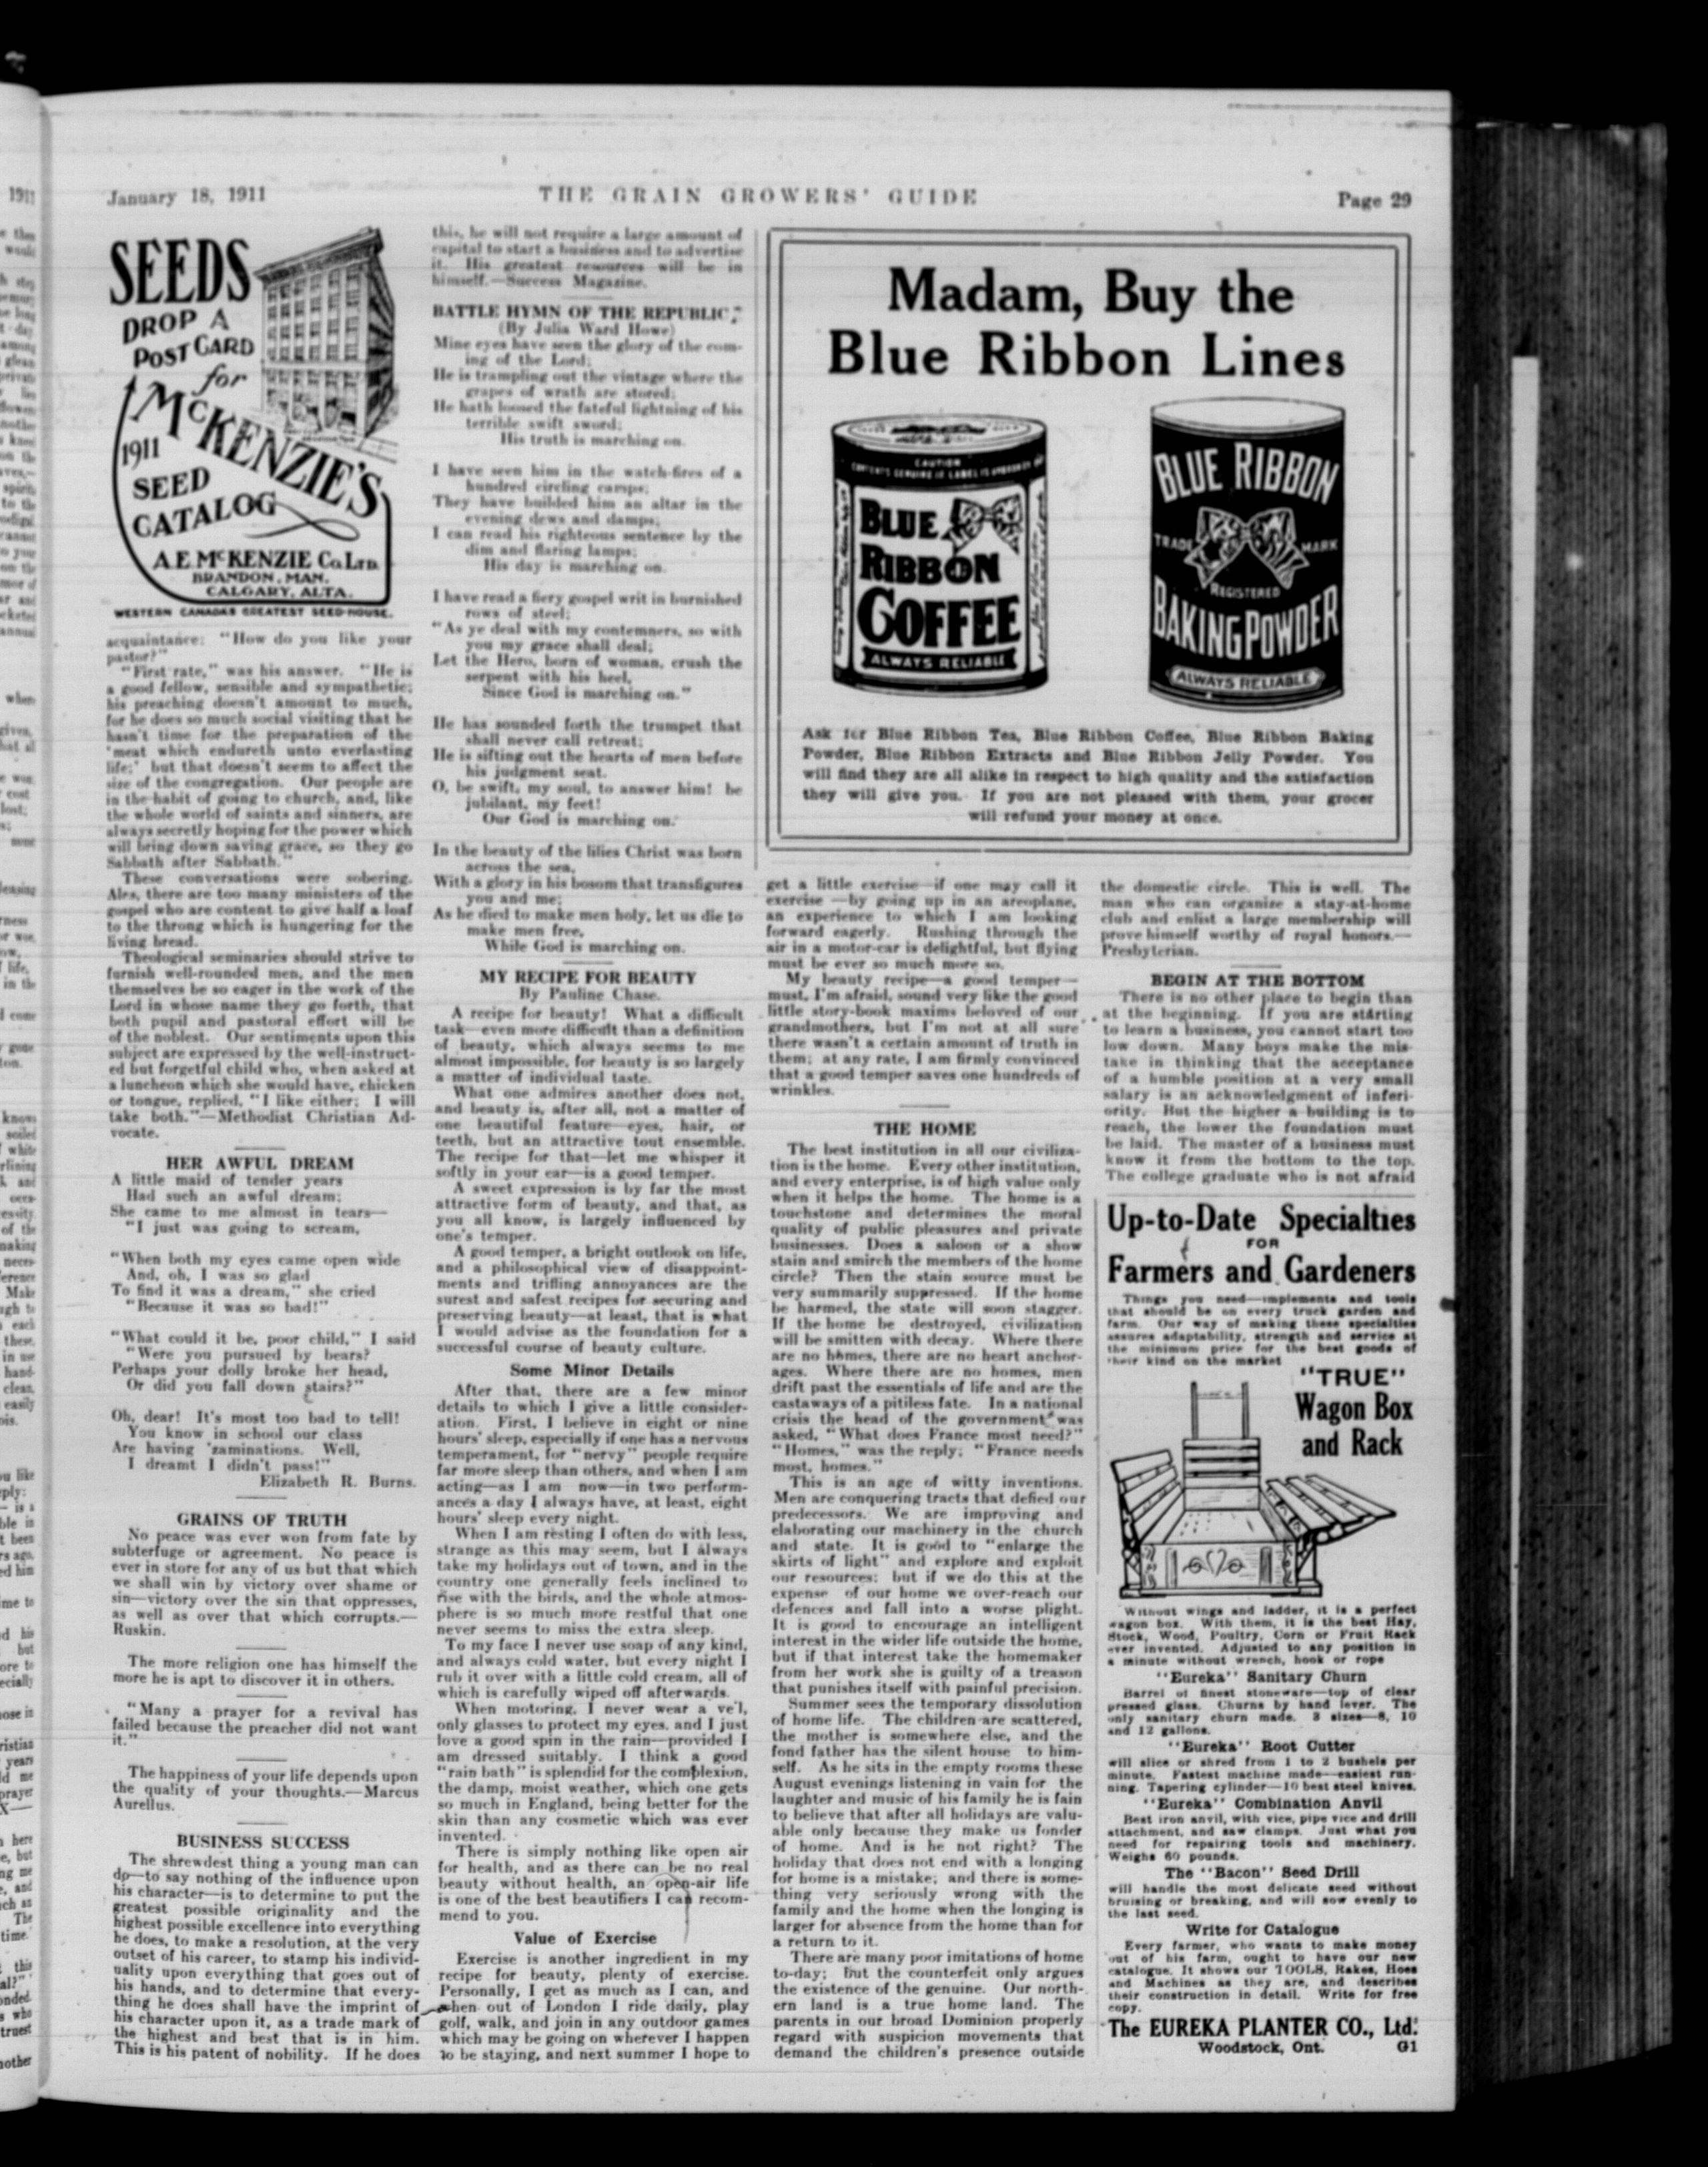 January 18, 1911
THE GRAIN GROWERS' GUIDE
Page 29
SEEDS
DROP A
POST CARD
for
McKENZIE'S
1911
SEED
CATALOG
A. E. McKENZIE Co. LTD.
BRANDON, MAN.
CALGARY, ALTA.
WESTERN CANADAS GREATEST SEED HOUSE.
acquaintance: "How do you like your
pastor?"
"First rate," was his answer. "He is
a good fellow, sensible and sympathetic;
his preaching doesn't amount to much,
for he does so much social visiting that he
hasn't time for the preparation of the
'meat which endureth unto everlasting
life;' but that doesn't seem to affect the
size of the congregation. Our people are
in the habit of going to church, and, like
the whole world of saints and sinners, are
always secretly hoping for the power which
will bring down saving grace, so they go
Sabbath after Sabbath."
These conversations were sobering.
Ales, there are too many ministers of the
gospel who are content to give half a loaf
to the throng which is hungering for the
living bread.
Theological seminaries should strive to
furnish well-rounded men, and the men
themselves be so eager in the work of the
Lord in whose name they go forth, that
both pupil and pastoral effort will be
of the noblest. Our sentiments upon this
subject are expressed by the well-instruct-
ed but forgetful child who, when asked at
a luncheon which she would have, chicken
or tongue, replied, "I like either; I will
take both."—Methodist Christian Ad-
vocate.
HER AWFUL DREAM
A little maid of tender years
Had such an awful dream;
She came to me almost in tears—
"I just was going to scream,
"When both my eyes came open wide
And, oh, I was so glad
To find it was a dream," she cried
"Because it was so bad!"
"What could it be, poor child," I said
"Were you pursued by bears?
Perhaps your dolly broke her head,
Or did you fall down stairs?"
Oh, dear! It's most too bad to tell!
You know in school our class
Are having 'zaminations. Well,
I dreamt I didn't pass!"
Elizabeth R. Burns.
GRAINS OF TRUTH
No peace was ever won from fate by
subterfuge or agreement. No peace is
ever in store for any of us but that which
we shall win by victory over shame or
sin—victory over the sin that oppresses,
as well as over that which corrupts.—
Ruskin.
The more religion one has himself the
more he is apt to discover it in others.
"Many a prayer for a revival has
failed because the preacher did not want
it."
The happiness of your life depends upon
the quality of your thoughts.—Marcus
Aurellus.
BUSINESS SUCCESS
The shrewdest thing a young man can
do—to say nothing of the influence upon
his character—is to determine to put the
greatest possible originality and the
highest possible excellence into everything
he does, to make a resolution, at the very
outset of his career, to stamp his individ-
uality upon everything that goes out of
his hands, and to determine that every-
thing he does shall have the imprint of
his character upon it, as a trade mark of
the highest and best that is in him.
This is his patent of nobility. If he does
this, he will not require a large amount of
capital to start a business and to advertise
it. His greatest resources will be in
himself.—Success Magazine.
BATTLE HYMN OF THE REPUBLIC
(By Julia Ward Howe)
Mine eyes have seen the glory of the com-
ing of the Lord;
He is trampling out the vintage where the
grapes of wrath are stored;
He hath loosed the fateful lightning of his
terrible swift sword;
His truth is marching on.
I have seen him in the watch-fires of a
hundred circling camps;
They have builded him an altar in the
evening dews and damps;
I can read his righteous sentence by the
dim and flaring lamps;
His day is marching on.
I have read a fiery gospel writ in burnished
rows of steel;
"As ye deal with my contemners, so with
you my grace shall deal;
Let the Hero, born of woman, crush the
serpent with his heel,
Since God is marching on."
He has sounded forth the trumpet that
shall never call retreat;
He is sifting out the hearts of men before
his judgment seat.
O, be swift, my soul, to answer him! be
jubilant, my feet!
Our God is marching on.
In the beauty of the lilies Christ was born
across the sea,
With a glory in his bosom that transfigures
you and me;
As he died to make men holy, let us die to
make men free,
While God is marching on.
MY RECIPE FOR BEAUTY
By Pauline Chase.
A recipe for beauty! What a difficult
task—even more difficult than a definition
of beauty, which always seems to me
almost impossible, for beauty is so largely
a matter of individual taste.
What one admires another does not,
and beauty is, after all, not a matter of
one beautiful feature—eyes, hair, or
teeth, but an attractive tout ensemble.
The recipe for that—let me whisper it
softly in your ear—is a good temper.
A sweet expression is by far the most
attractive form of beauty, and that, as
you all know, is largely influenced by
one's temper.
A good temper, a bright outlook on life,
and a philosophical view of disappoint-
ments and trifling annoyances are the
surest and safest recipes for securing and
preserving beauty—at least, that is what
I would advise as the foundation for a
successful course of beauty culture.
Some Minor Details
After that, there are a few minor
details to which I give a little consider-
ation. First, I believe in eight or nine
hours' sleep, especially if one has a nervous
temperament, for "nervy" people require
far more sleep than others, and when I am
acting—as I am now—in two perform-
ances a day I always have, at least, eight
hours' sleep every night.
When I am resting I often do with less,
strange as this may seem, but I always
take my holidays out of town, and in the
country one generally feels inclined to
rise with the birds, and the whole atmos-
phere is so much more restful that one
never seems to miss the extra sleep.
To my face I never use soap of any kind,
and always cold water, but every night I
rub it over with a little cold cream, all of
which is carefully wiped off afterwards.
When motoring, I never wear a veil,
only glasses to protect my eyes, and I just
love a good spin in the rain—provided I
am dressed suitably. I think a good
"rain bath" is splendid for the complexion,
the damp, moist weather, which one gets
so much in England, being better for the
skin than any cosmetic which was ever
invented.
There is simply nothing like open air
for health, and as there can be no real
beauty without health, an open-air life
is one of the best beautifiers I can recom-
mend to you.
Value of Exercise
Exercise is another ingredient in my
recipe for beauty, plenty of exercise.
Personally, I get as much as I can, and
when out of London I ride daily, play
golf, walk, and join in any outdoor games
which may be going on wherever I happen
to be staying, and next summer I hope to
Madam, Buy the
Blue Ribbon Lines
CAUTION
BLUE
RIBBON
COFFEE
ALWAYS RELIABLE
BLUE RIBBON
TRADE MARK
REGISTERED
BAKING POWDER
ALWAYS RELIABLE
Ask for Blue Ribbon Tea, Blue Ribbon Coffee, Blue Ribbon Baking
Powder, Blue Ribbon Extracts and Blue Ribbon Jelly Powder. You
will find they are all alike in respect to high quality and the satisfaction
they will give you. If you are not pleased with them, your grocer
will refund your money at once.
get a little exercise—if one may call it
exercise—by going up in an areoplane,
an experience to which I am looking
forward eagerly. Rushing through the
air in a motor-car is delightful, but flying
must be ever so much more so.
My beauty recipe—a good temper—
must, I'm afraid, sound very like the good
little story-book maxims beloved of our
grandmothers, but I'm not at all sure
there wasn't a certain amount of truth in
them; at any rate, I am firmly convinced
that a good temper saves one hundreds of
wrinkles.
THE HOME
The best institution in all our civiliza-
tion is the home. Every other institution,
and every enterprise, is of high value only
when it helps the home. The home is a
touchstone and determines the moral
quality of public pleasures and private
businesses. Does a saloon or a show
stain and smirch the members of the home
circle? Then the stain source must be
very summarily suppressed. If the home
be harmed, the state will soon stagger.
If the home be destroyed, civilization
will be smitten with decay. Where there
are no homes, there are no heart anchor-
ages. Where there are no homes, men
drift past the essentials of life and are the
castaways of a pitiless fate. In a national
crisis the head of the government was
asked, "What does France most need?"
"Homes," was the reply; "France needs
most, homes."
This is an age of witty inventions.
Men are conquering tracts that defied our
predecessors. We are improving and
elaborating our machinery in the church
and state. It is good to "enlarge the
skirts of light" and explore and exploit
our resources; but if we do this at the
expense of our home we over-reach our
defences and fall into a worse plight.
It is good to encourage an intelligent
interest in the wider life outside the home,
but if that interest take the homemaker
from her work she is guilty of a treason
that punishes itself with painful precision.
Summer sees the temporary dissolution
of home life. The children are scattered,
the mother is somewhere else, and the
fond father has the silent house to him-
self. As he sits in the empty rooms these
August evenings listening in vain for the
laughter and music of his family he is fain
to believe that after all holidays are valu-
able only because they make us fonder
of home. And is he not right? The
holiday that does not end with a longing
for home is a mistake; and there is some-
thing very seriously wrong with the
family and the home when the longing is
larger for absence from the home than for
a return to it.
There are many poor imitations of home
to-day; but the counterfeit only argues
the existence of the genuine. Our north-
ern land is a true home land. The
parents in our broad Dominion properly
regard with suspicion movements that
demand the children's presence outside
the domestic circle. This is well. The
man who can organize a stay-at-home
club and enlist a large membership will
prove himself worthy of royal honors.—
Presbyterian.
BEGIN AT THE BOTTOM
There is no other place to begin than
at the beginning. If you are starting
to learn a business, you cannot start too
low down. Many boys make the mis-
take in thinking that the acceptance
of a humble position at a very small
salary is an acknowledgment of inferi-
ority. But the higher a building is to
reach, the lower the foundation must
be laid. The master of a business must
know it from the bottom to the top.
The college graduate who is not afraid
Up-to-Date Specialties
FOR
Farmers and Gardeners
Things you need—implements and tools
that should be on every truck garden and
farm. Our way of making these specialties
assures adaptability, strength and service at
the minimum price for the best goods of
their kind on the market
"TRUE"
Wagon Box
and Rack
Without wings and ladder, it is a perfect
wagon box. With them, it is the best Hay,
Stock, Wood, Poultry, Corn or Fruit Rack
ever invented. Adjusted to any position in
a minute without wrench, hook or rope
"Eureka" Sanitary Churn
Barrel of finest stoneware—top of clear
pressed glass. Churns by hand lever. The
only sanitary churn made. 3 sizes—8, 10
and 12 gallons.
"Eureka" Root Cutter
will slice or shred from 1 to 2 bushels per
minute. Fastest machine made—easiest run-
ning. Tapering cylinder—10 best steel knives.
"Eureka" Combination Anvil
Best iron anvil, with vice, pipe vice and drill
attachment, and saw clamps. Just what you
need for repairing tools and machinery.
Weighs 60 pounds.
The "Bacon" Seed Drill
will handle the most delicate seed without
bruising or breaking, and will sow evenly to
the last seed.
Write for Catalogue
Every farmer, who wants to make money
out of his farm, ought to have our new
catalogue. It shows our TOOLS, Rakes, Hoes
and Machines as they are, and describes
their construction in detail. Write for free
copy.
The EUREKA PLANTER CO., Ltd.
Woodstock, Ont. G1